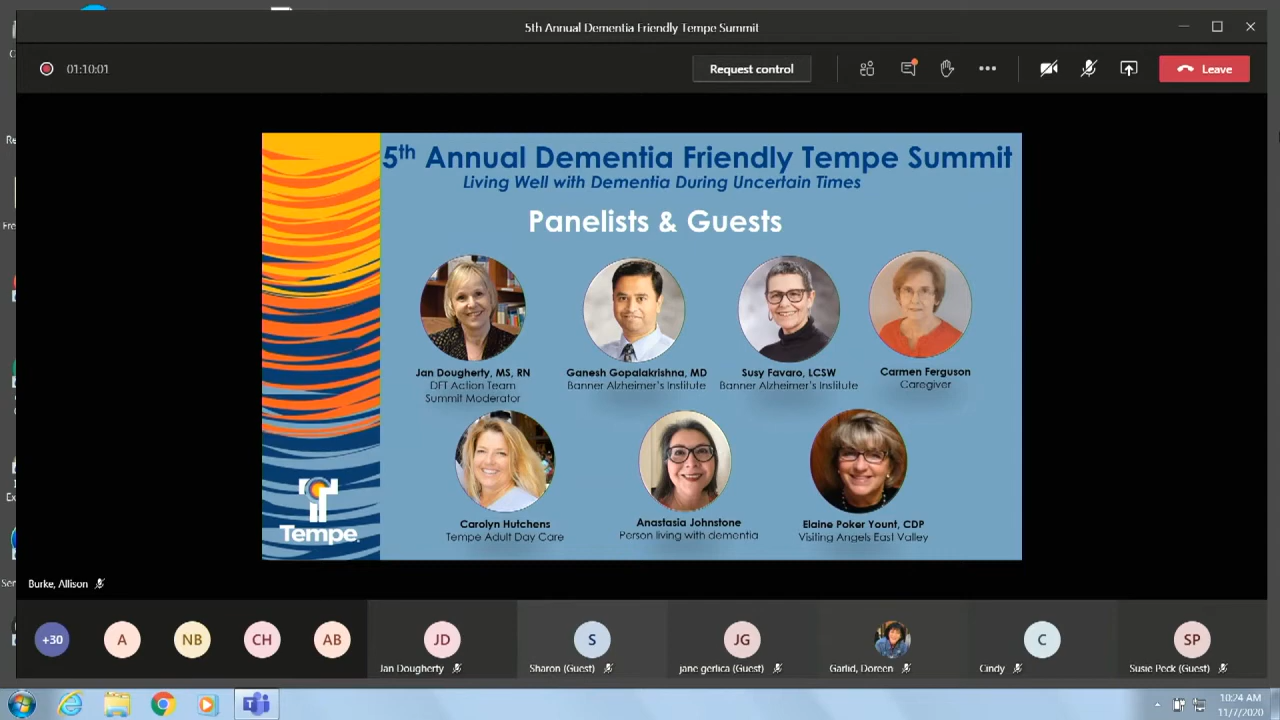 5th Annual Dementia Friendly Tempe Summit
01:10:01
Request control
Leave
5th Annual Dementia Friendly Tempe Summit
Living Well with Dementia During Uncertain Times
Panelists & Guests
Jan Dougherty, MS, RN
DFT Action Team
Summit Moderator
Ganesh Gopalakrishna, MD
Banner Alzheimer's Institute
Susy Favaro, LCSW
Banner Alzheimer's Institute
Carmen Ferguson
Caregiver
Carolyn Hutchens
Tempe Adult Day Care
Anastasia Johnstone
Person living with dementia
Elaine Poker Yount, CDP
Visiting Angels East Valley
Tempe
Burke, Allison
+30
A
NB
CH
AB
JD
Jan Dougherty
S
Sharon (Guest)
JG
jane gerlica (Guest)
Garlid, Doreen
C
Cindy
SP
Susie Peck (Guest)
10:24 AM
11/7/2020